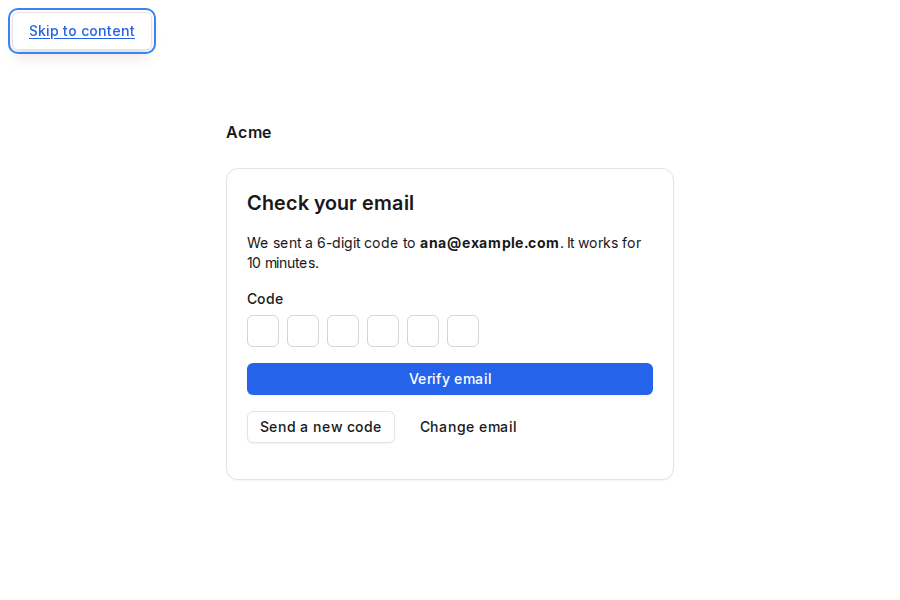 Skip to content
Acme
Check your email
We sent a 6-digit code to ana@example.com. It works for
10 minutes.
Code
Verify email
Send a new code
Change email